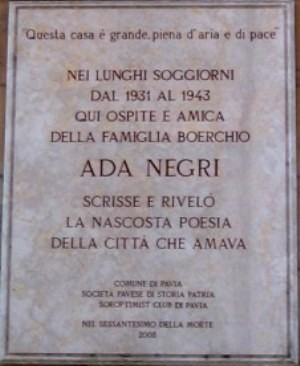 "Questa casa é grande, piena d'aria e di pace"
NEI LUNGHI SOGGIORNI
DAL 1931 AL 1943
QUI OSPITE E AMICA
DELLA FAMIGLIA BOERCHIO
ADA NEGRI
SCRISSE E RIVELÓ
LA NASCOSTA POESIA
DELLA CITTÀ CHE AMAVA
COMUNE DI PAVIA
SOCIETÀ PAVESE DI STORIA PATRIA
SOROPTIMIST CLUB DI PAVIA
NEL SESSANTESIMO DELLA MORTE
2005